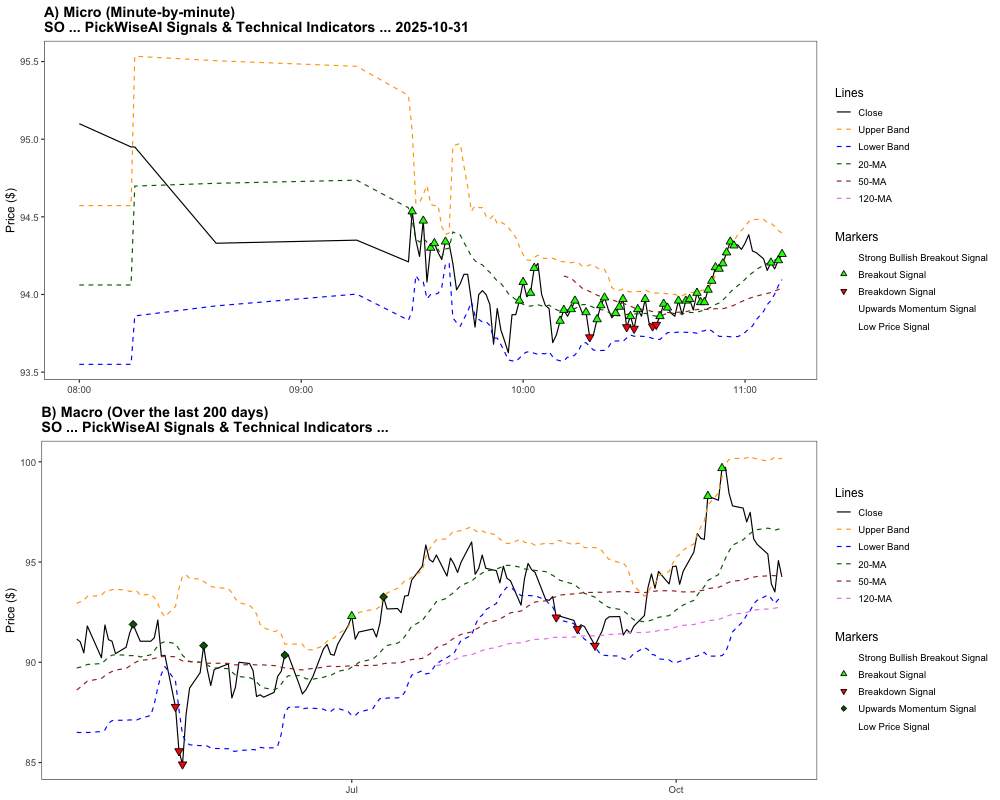 A) Micro (Minute-by-minute)
SO ... PickWiseAI Signals & Technical Indicators ... 2025-10-31
Price ($)
95.5
95.0
94.5
94.0
93.5
08:00
09:00
10:00
11:00
Lines
Close
Upper Band
Lower Band
20-MA
50-MA
120-MA
Markers
Strong Bullish Breakout Signal
Breakout Signal
Breakdown Signal
Upwards Momentum Signal
Low Price Signal
B) Macro (Over the last 200 days)
SO ... PickWiseAI Signals & Technical Indicators ...
Price ($)
100
95
90
85
Jul
Oct
Lines
Close
Upper Band
Lower Band
20-MA
50-MA
120-MA
Markers
Strong Bullish Breakout Signal
Breakout Signal
Breakdown Signal
Upwards Momentum Signal
Low Price Signal